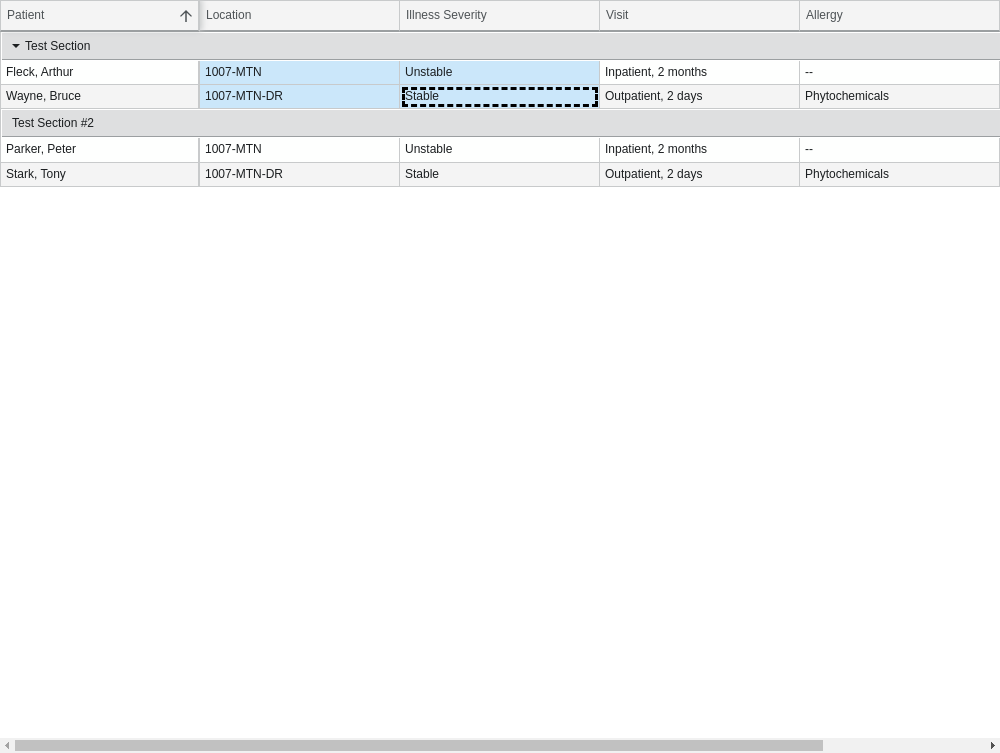 Patient Location Illness Severity Visit Allergy
Test Section
Fleck, Arthur 1007-MTN Unstable Inpatient, 2 months --
Wayne, Bruce 1007-MTN-DR Stable Outpatient, 2 days Phytochemicals
Test Section #2
Parker, Peter 1007-MTN Unstable Inpatient, 2 months --
Stark, Tony 1007-MTN-DR Stable Outpatient, 2 days Phytochemicals